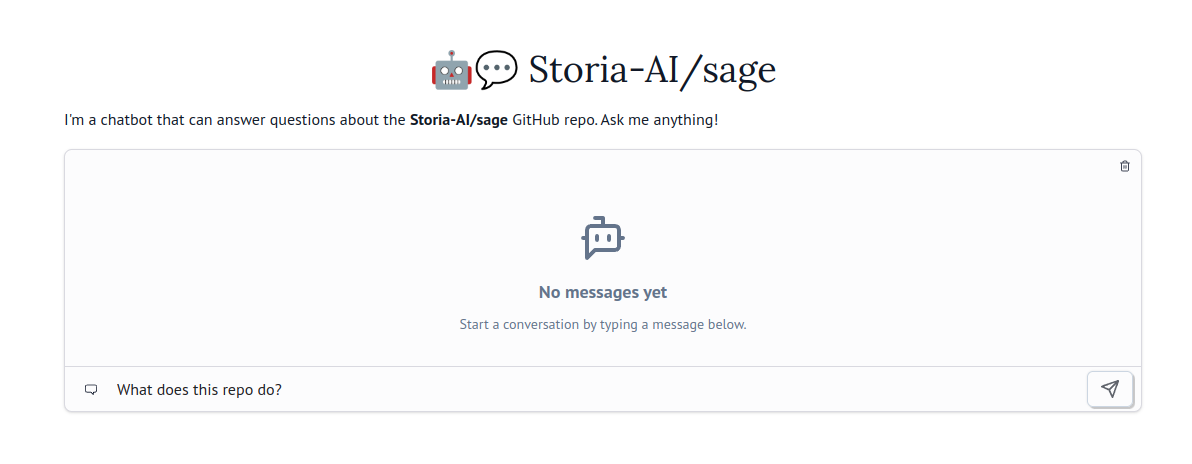 🤖💬 Storia-AI/sage
I'm a chatbot that can answer questions about the Storia-AI/sage GitHub repo. Ask me anything!
No messages yet
Start a conversation by typing a message below.
What does this repo do?